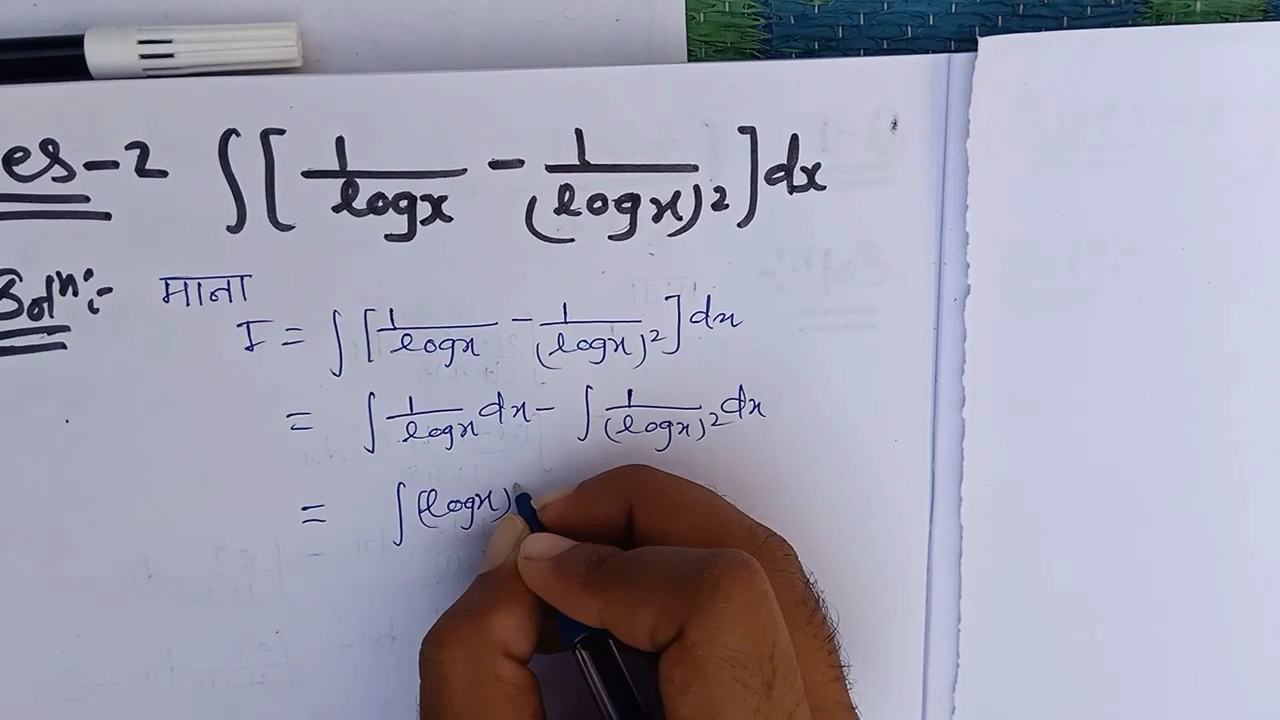 es-2 ∫[1/logx - 1/(logx)²]dx
Solⁿ:- माना
I = ∫[1/logx - 1/(logx)²]dx
= ∫1/logx dx - ∫1/(logx)² dx
= ∫(logx)